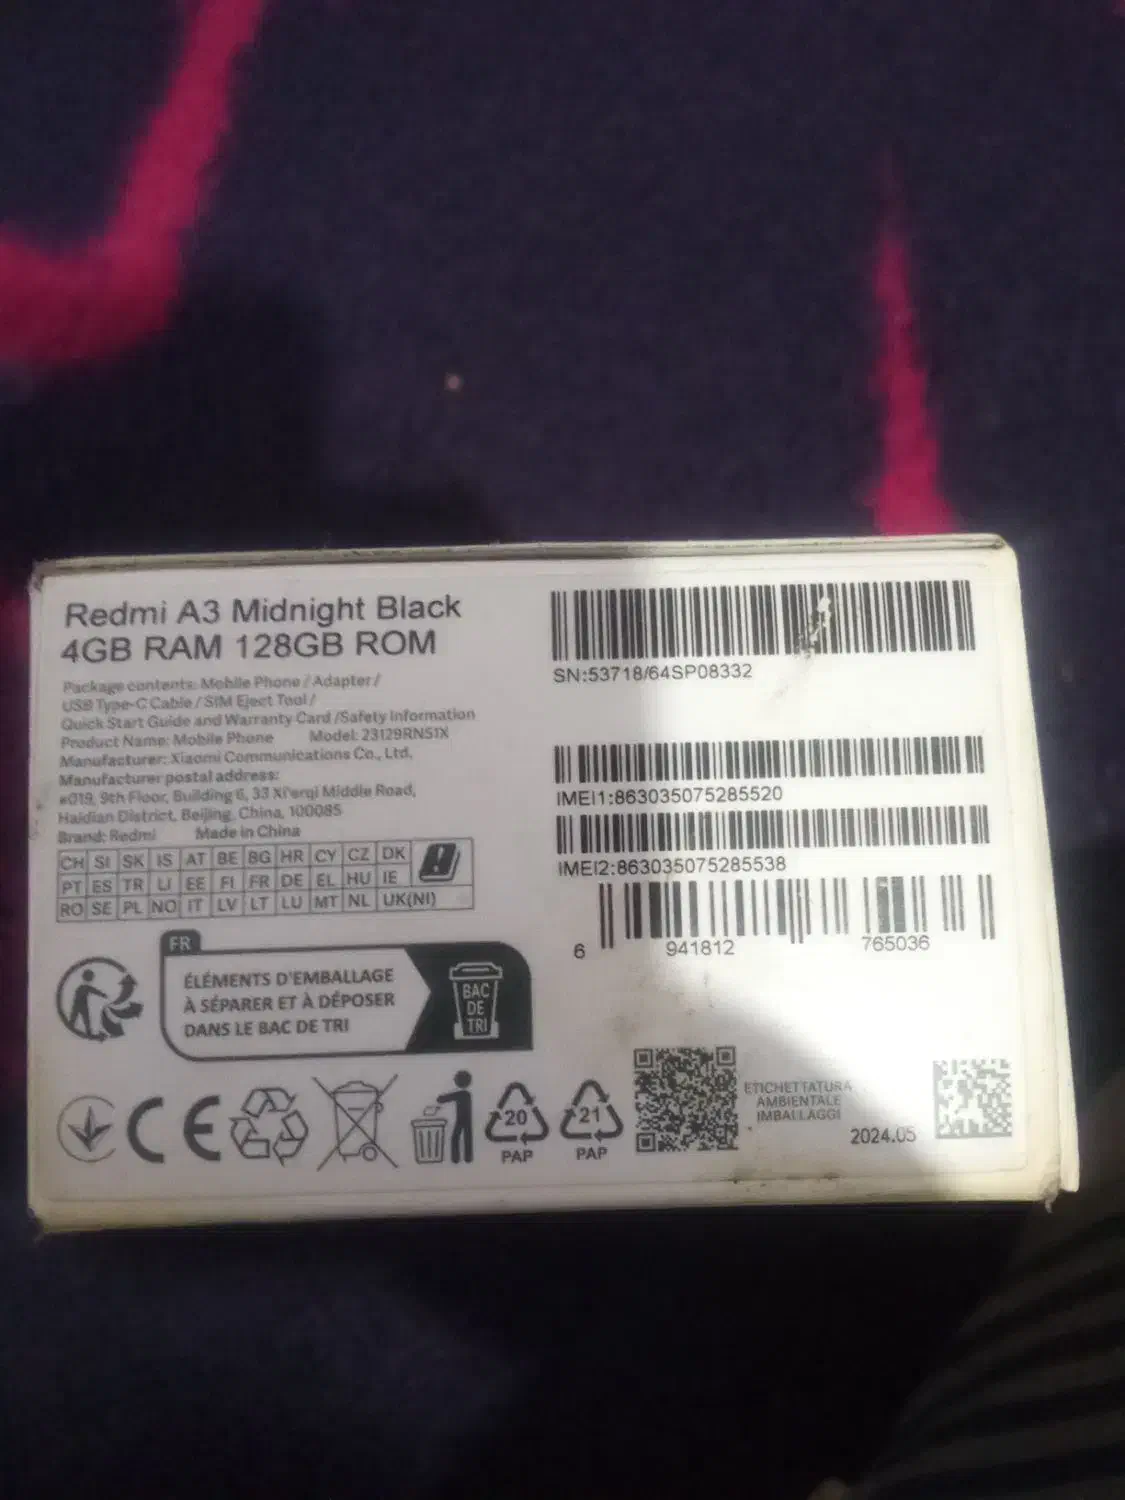 Redmi A3 Midnight Black
4GB RAM 128GB ROM
Package contents: Mobile Phone / Adapter /
USB Type-C Cable / SIM Eject Tool /
Quick Start Guide and Warranty Card /Safety Information
Product Name: Mobile Phone Model: 23129RN51X
Manufacturer: Xiaomi Communications Co., Ltd.
Manufacturer postal address:
#019, 9th Floor, Building 6, 33 Xi'erqi Middle Road,
Haidian District, Beijing, China, 100085
Brand: Redmi Made in China
CH SI SK IS AT BE BG HR CY CZ DK
PT ES TR LI EE FI FR DE EL HU IE
RO SE PL NO IT LV LT LU MT NL UK(NI)
FR
ÉLÉMENTS D'EMBALLAGE
À SÉPARER ET À DÉPOSER
DANS LE BAC DE TRI
BAC
DE
TRI
CE
20
PAP
21
PAP
SN:53718/64SP08332
IMEI1:863035075285520
IMEI2:863035075285538
6 941812 765036
ETICHETTATURA
AMBIENTALE
IMBALLAGGI
2024.05